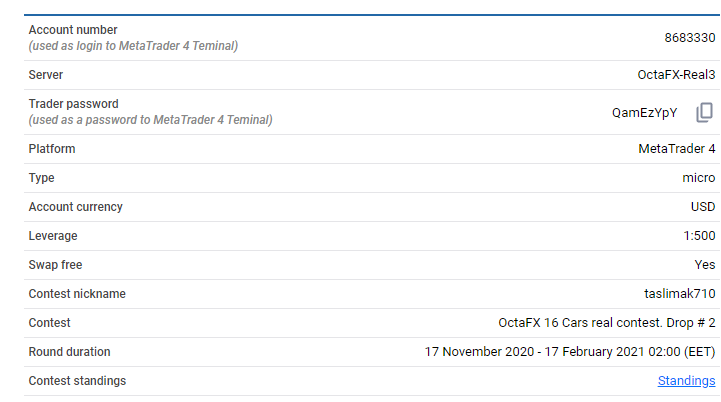 Account number
(used as login to MetaTrader 4 Teminal)
8683330
Server
OctaFX-Real3
Trader password
(used as a password to MetaTrader 4 Teminal)
QamEzYpY
Platform
MetaTrader 4
Type
micro
Account currency
USD
Leverage
1:500
Swap free
Yes
Contest nickname
taslimak710
Contest
OctaFX 16 Cars real contest. Drop # 2
Round duration
17 November 2020 - 17 February 2021 02:00 (EET)
Contest standings
Standings